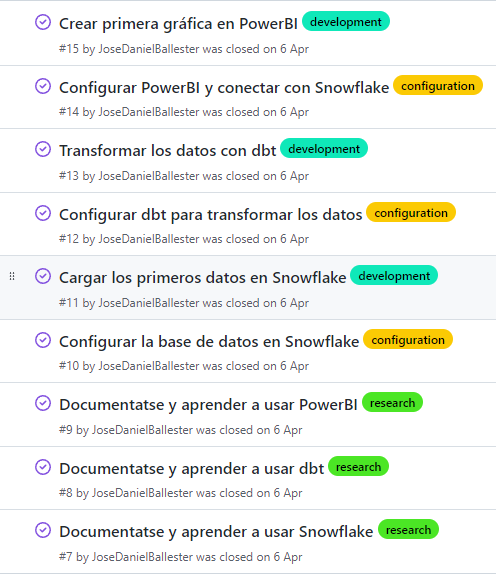 Crear primera gráfica en PowerBI development
#15 by JoseDanielBallester was closed on 6 Apr
Configurar PowerBI y conectar con Snowflake configuration
#14 by JoseDanielBallester was closed on 6 Apr
Transformar los datos con dbt development
#13 by JoseDanielBallester was closed on 6 Apr
Configurar dbt para transformar los datos configuration
#12 by JoseDanielBallester was closed on 6 Apr
Cargar los primeros datos en Snowflake development
#11 by JoseDanielBallester was closed on 6 Apr
Configurar la base de datos en Snowflake configuration
#10 by JoseDanielBallester was closed on 6 Apr
Documentatse y aprender a usar PowerBI research
#9 by JoseDanielBallester was closed on 6 Apr
Documentatse y aprender a usar dbt research
#8 by JoseDanielBallester was closed on 6 Apr
Documentatse y aprender a usar Snowflake research
#7 by JoseDanielBallester was closed on 6 Apr